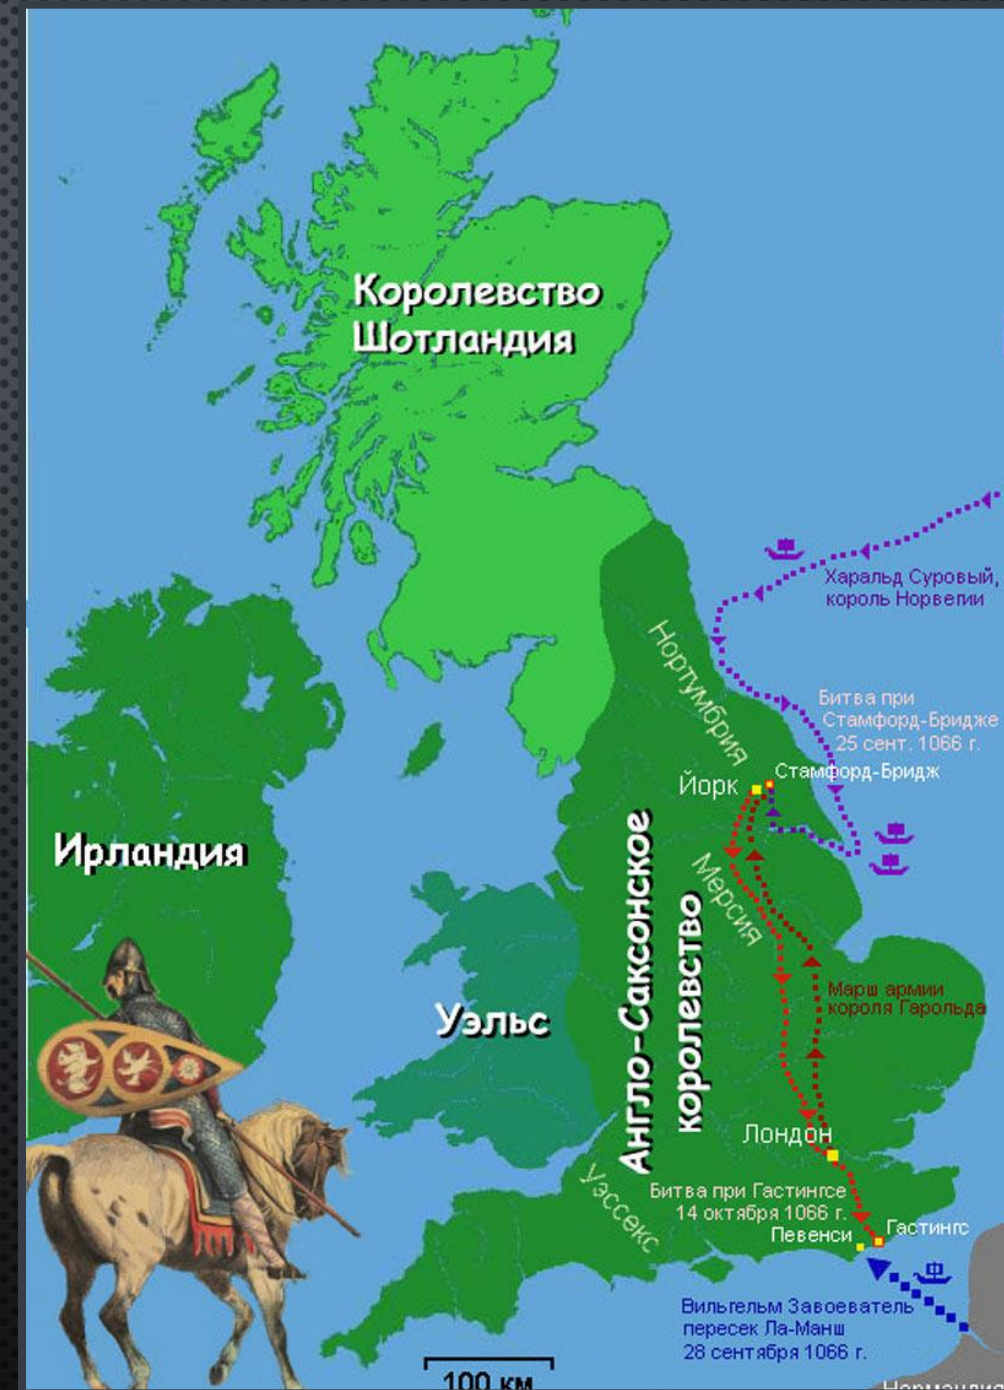 Королевство
Шотландия
Харальд Суровый,
король Норвегии
Нортумбрия
Битва при
Стамфорд-Бридже
25 сент. 1066 г.
Стамфорд-Бридж
Йорк
Ирландия
Мерсия
Англо-Саксонское
королевство
Уэльс
Марш армии
короля Гарольда
Лондон
Уэссекс
Битва при Гастингсе
14 октября 1066 г.
Певенси
Гастингс
Вильгельм Завоеватель
пересек Ла-Манш
28 сентября 1066 г.
100 км